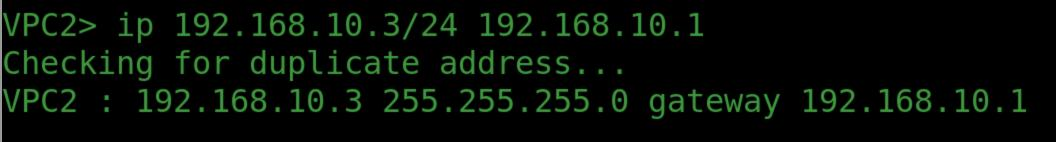 VPC2> ip 192.168.10.3/24 192.168.10.1
Checking for duplicate address...
VPC2 : 192.168.10.3 255.255.255.0 gateway 192.168.10.1